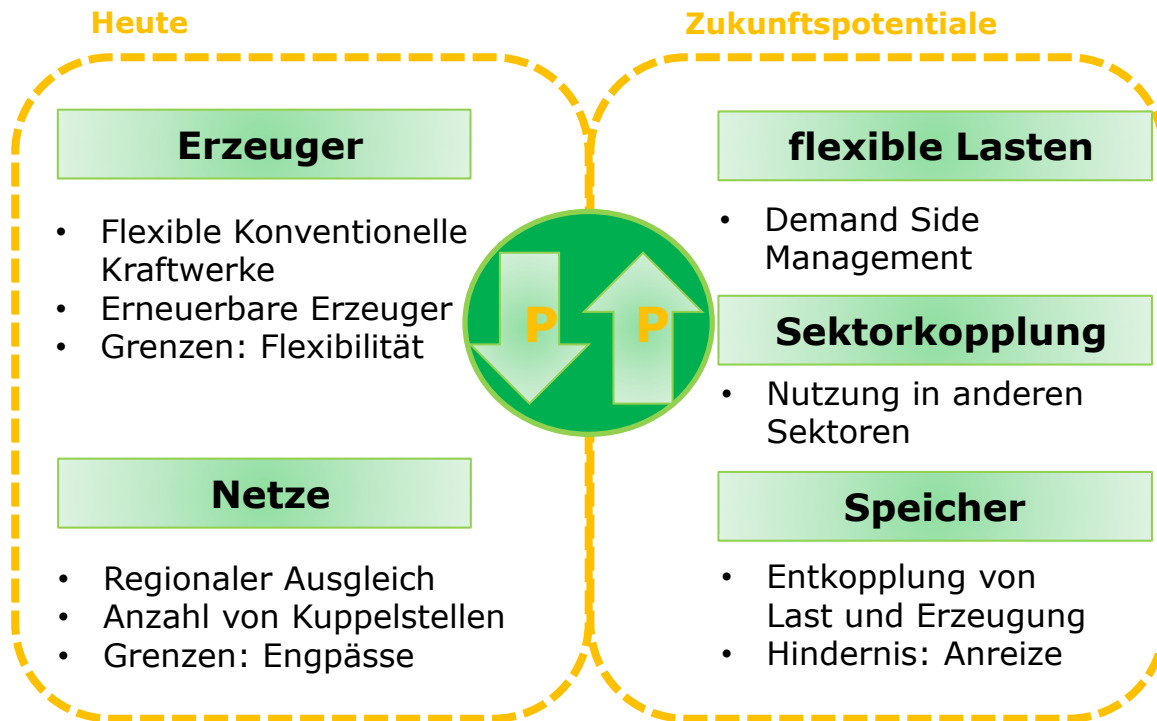 Heute
Erzeuger
• Flexible Konventionelle
Kraftwerke
• Erneuerbare Erzeuger
• Grenzen: Flexibilität
Netze
• Regionaler Ausgleich
• Anzahl von Kuppelstellen
• Grenzen: Engpässe
P P
Zukunftspotentiale
flexible Lasten
• Demand Side
Management
Sektorkopplung
• Nutzung in anderen
Sektoren
Speicher
• Entkopplung von
Last und Erzeugung
• Hindernis: Anreize